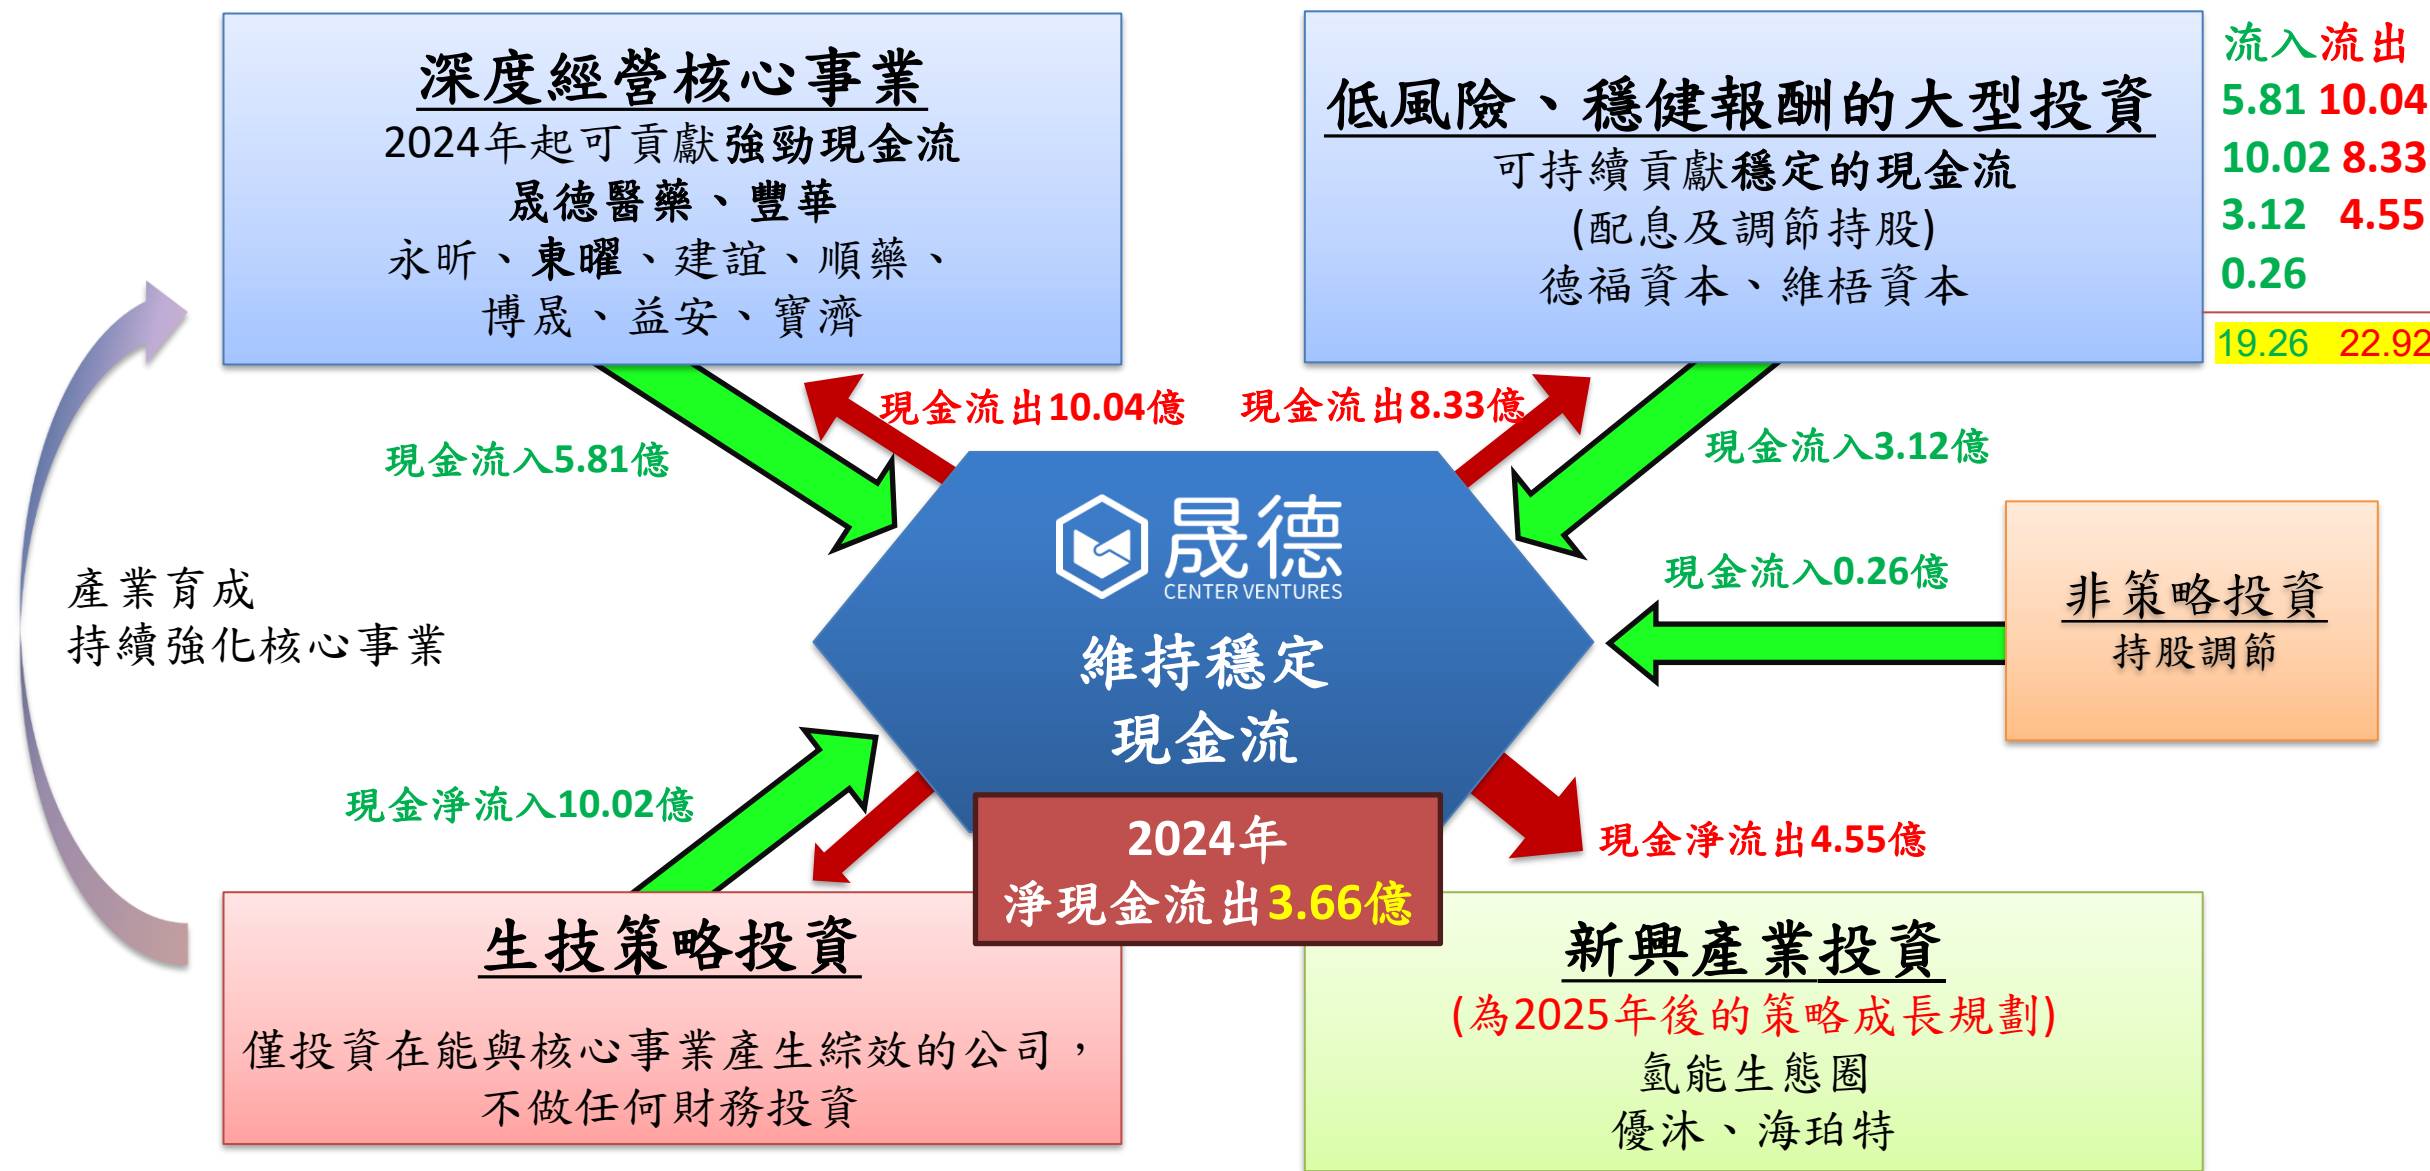 深度經營核心事業
2024年起可貢獻強勁現金流
晟德醫藥、豐華
永昕、東曜、建誼、順藥、
博晟、益安、寶濟
低風險、穩健報酬的大型投資
可持續貢獻穩定的現金流
(配息及調節持股)
德福資本、維梧資本
流入流出
5.81 10.04
10.02 8.33
3.12 4.55
0.26
19.26 22.92
現金流出10.04億
現金流出8.33億
現金流入5.81億
現金流入3.12億
晟德
CENTER VENTURES
維持穩定
現金流
現金流入0.26億
非策略投資
持股調節
產業育成
持續強化核心事業
現金淨流入10.02億
現金淨流出4.55億
2024年
淨現金流出3.66億
生技策略投資
僅投資在能與核心事業產生綜效的公司，
不做任何財務投資
新興產業投資
(為2025年後的策略成長規劃)
氫能生態圈
優沐、海珀特